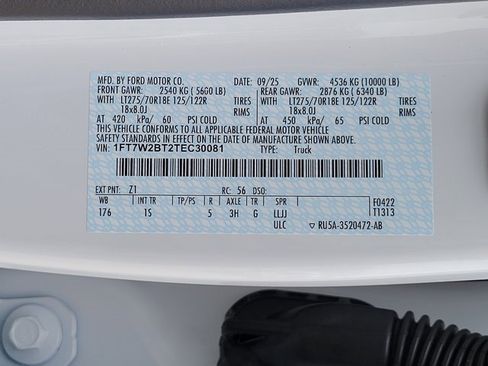 MFD. BY FORD MOTOR CO. DATE: 09/25 GVWR: 4536 KG (10000 LB)
FRONT GAWR: 2540 KG (5600 LB) REAR GAWR: 2876 KG (6340 LB)
WITH LT275/70R18E 125/122R TIRES WITH LT275/70R18E 125/122R TIRES
18x8.0J RIMS 18x8.0J RIMS
AT 420 kPa/ 60 PSI COLD AT 450 kPa/ 65 PSI COLD
THIS VEHICLE CONFORMS TO ALL APPLICABLE FEDERAL MOTOR VEHICLE
SAFETY STANDARDS IN EFFECT ON THE DATE OF MANUFACTURE SHOWN ABOVE.
VIN: 1FT7W2BT2TEC30081 TYPE: Truck
EXT PNT: Z1 RC: 56 DSO:
WB INT TR TP/PS R AXLE TR SPR F0422
176 IS 5 3H G LLJJ T1313
ULC RU5A-3520472-AB